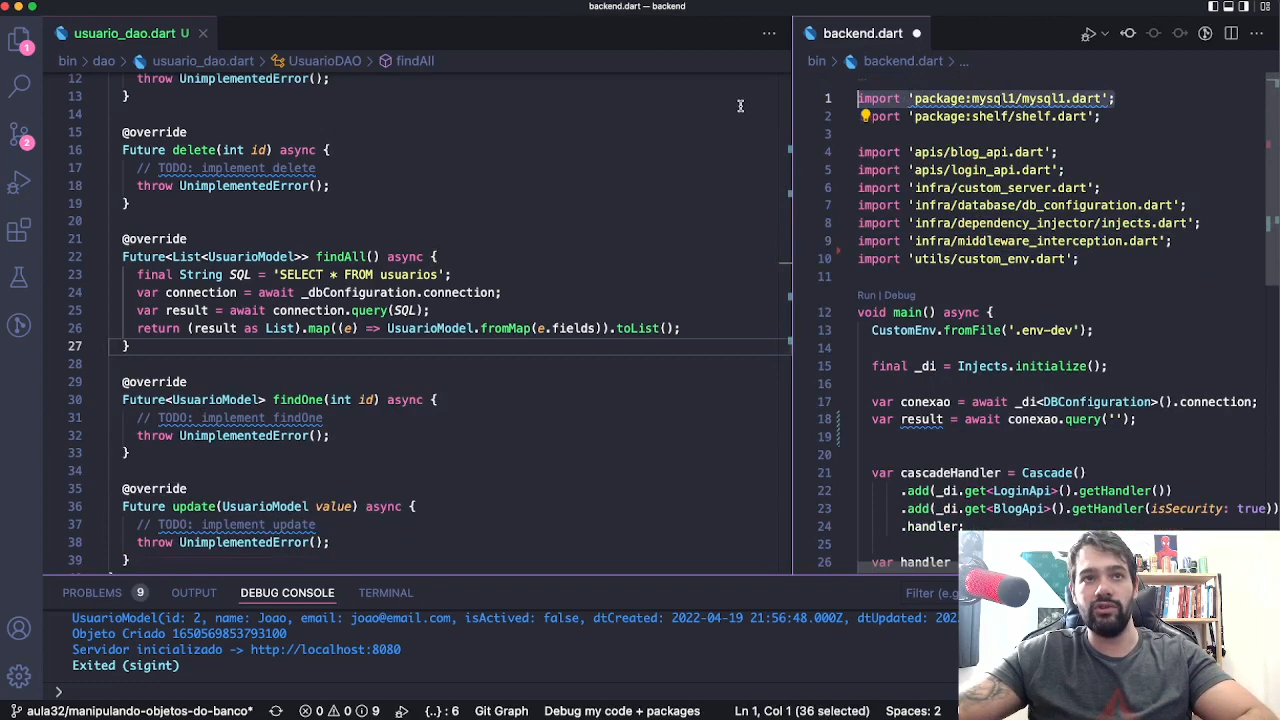 backend.dart — backend
usuario_dao.dart U
bin > dao > usuario_dao.dart > UsuarioDAO > findAll
12 throw UnimplementedError();
13 }
14
15 @override
16 Future delete(int id) async {
17 // TODO: implement delete
18 throw UnimplementedError();
19 }
20
21 @override
22 Future<List<UsuarioModel>> findAll() async {
23 final String SQL = 'SELECT * FROM usuarios';
24 var connection = await _dbConfiguration.connection;
25 var result = await connection.query(SQL);
26 return (result as List).map((e) => UsuarioModel.fromMap(e.fields)).toList();
27 }
28
29 @override
30 Future<UsuarioModel> findOne(int id) async {
31 // TODO: implement findOne
32 throw UnimplementedError();
33 }
34
35 @override
36 Future update(UsuarioModel value) async {
37 // TODO: implement update
38 throw UnimplementedError();
39 }
backend.dart
bin > backend.dart > ...
1 import 'package:mysql1/mysql1.dart';
2 port 'package:shelf/shelf.dart';
3
4 import 'apis/blog_api.dart';
5 import 'apis/login_api.dart';
6 import 'infra/custom_server.dart';
7 import 'infra/database/db_configuration.dart';
8 import 'infra/dependency_injector/injects.dart';
9 import 'infra/middleware_interception.dart';
10 import 'utils/custom_env.dart';
11
Run | Debug
12 void main() async {
13 CustomEnv.fromFile('.env-dev');
14
15 final _di = Injects.initialize();
16
17 var conexao = await _di<DBConfiguration>().connection;
18 var result = await conexao.query('');
19
20
21 var cascadeHandler = Cascade()
22 .add(_di.get<LoginApi>().getHandler())
23 .add(_di.get<BlogApi>().getHandler(isSecurity: true))
24 .handler;
25
26 var handler
1
2
PROBLEMS 9 OUTPUT DEBUG CONSOLE TERMINAL Filter (e.g
UsuarioModel(id: 2, name: Joao, email: joao@email.com, isActived: false, dtCreated: 2022-04-19 21:56:48.000Z, dtUpdated: 202
Objeto Criado 1650569853793100
Servidor inicializado -> http://localhost:8080
Exited (sigint)
>
aula32/manipulando-objetos-do-banco* 0 0 9 {..} : 6 Git Graph Debug my code + packages Ln 1, Col 1 (36 selected) Spaces: 2